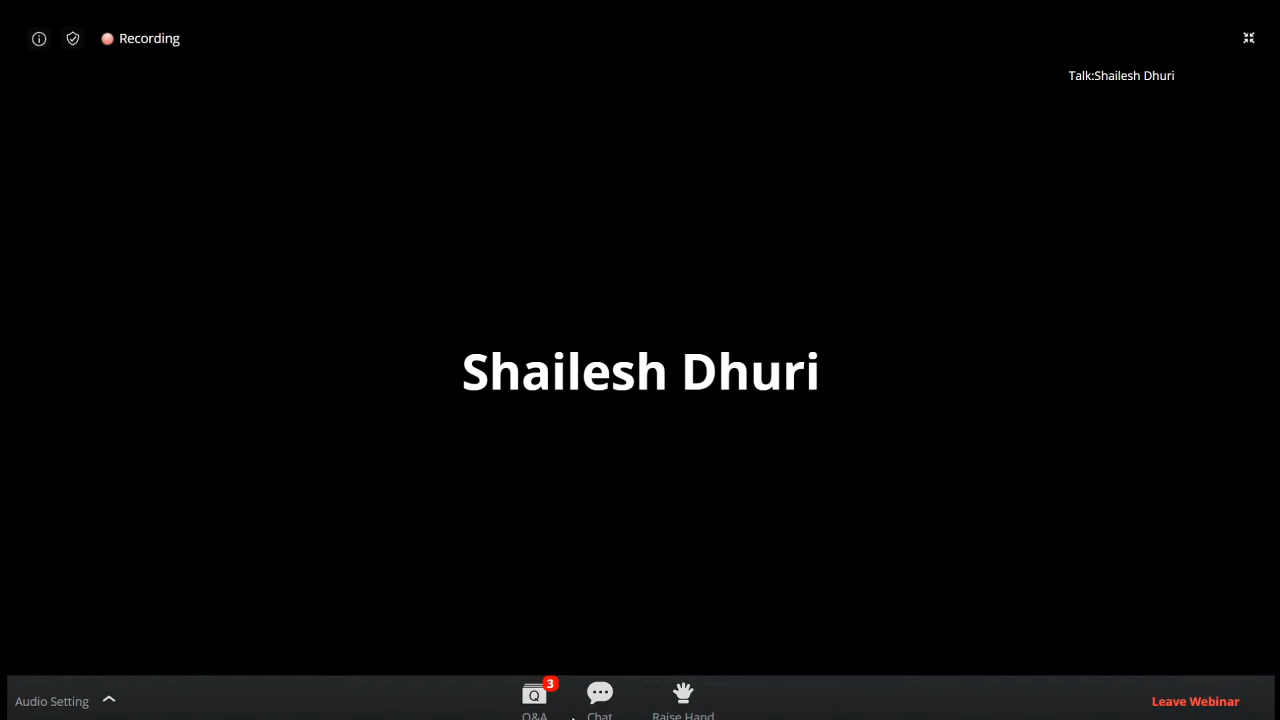 Recording
Talk:Shailesh Dhuri
Shailesh Dhuri
3
Audio Setting
Q&A
Chat
Raise Hand
Leave Webinar